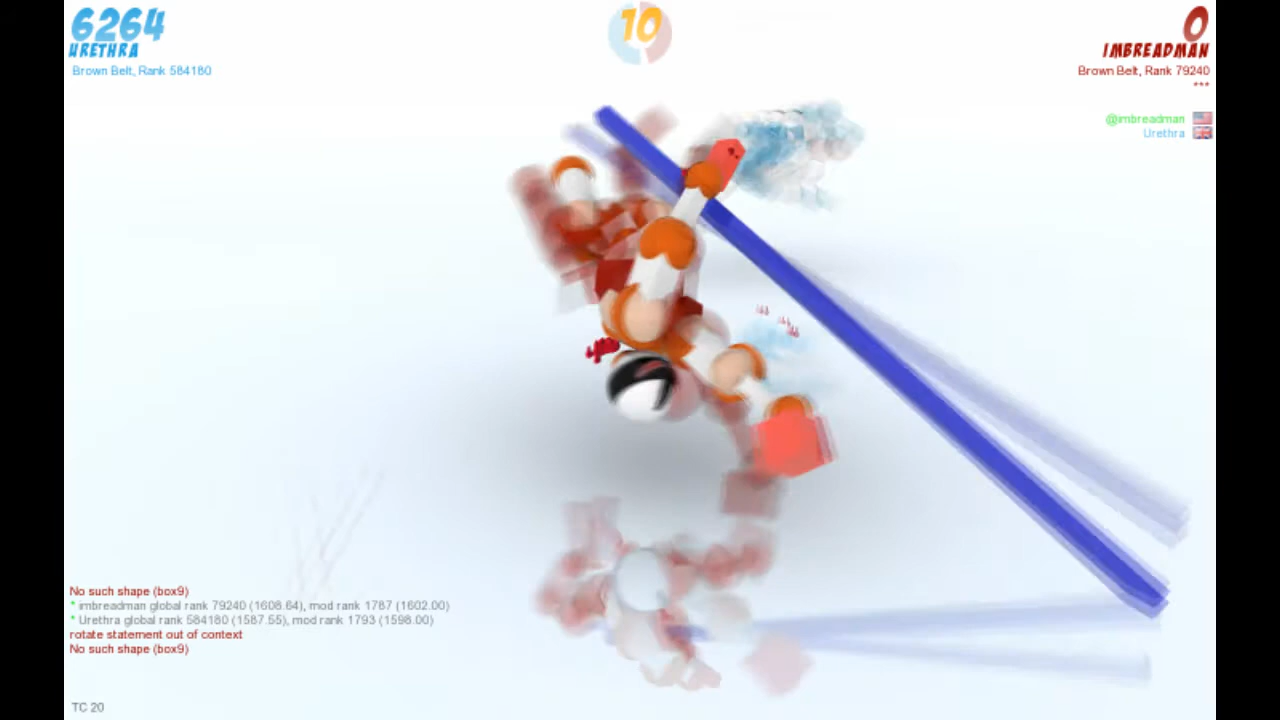 6264
URETHRA
Brown Belt, Rank 584180
10
0
IMBREADMAN
Brown Belt, Rank 79240
***
@imbreadman
Urethra
No such shape (box9)
* imbreadman global rank 79240 (1608.64), mod rank 1787 (1602.00)
* Urethra global rank 584180 (1587.55), mod rank 1793 (1598.00)
rotate statement out of context
No such shape (box9)
TC 20